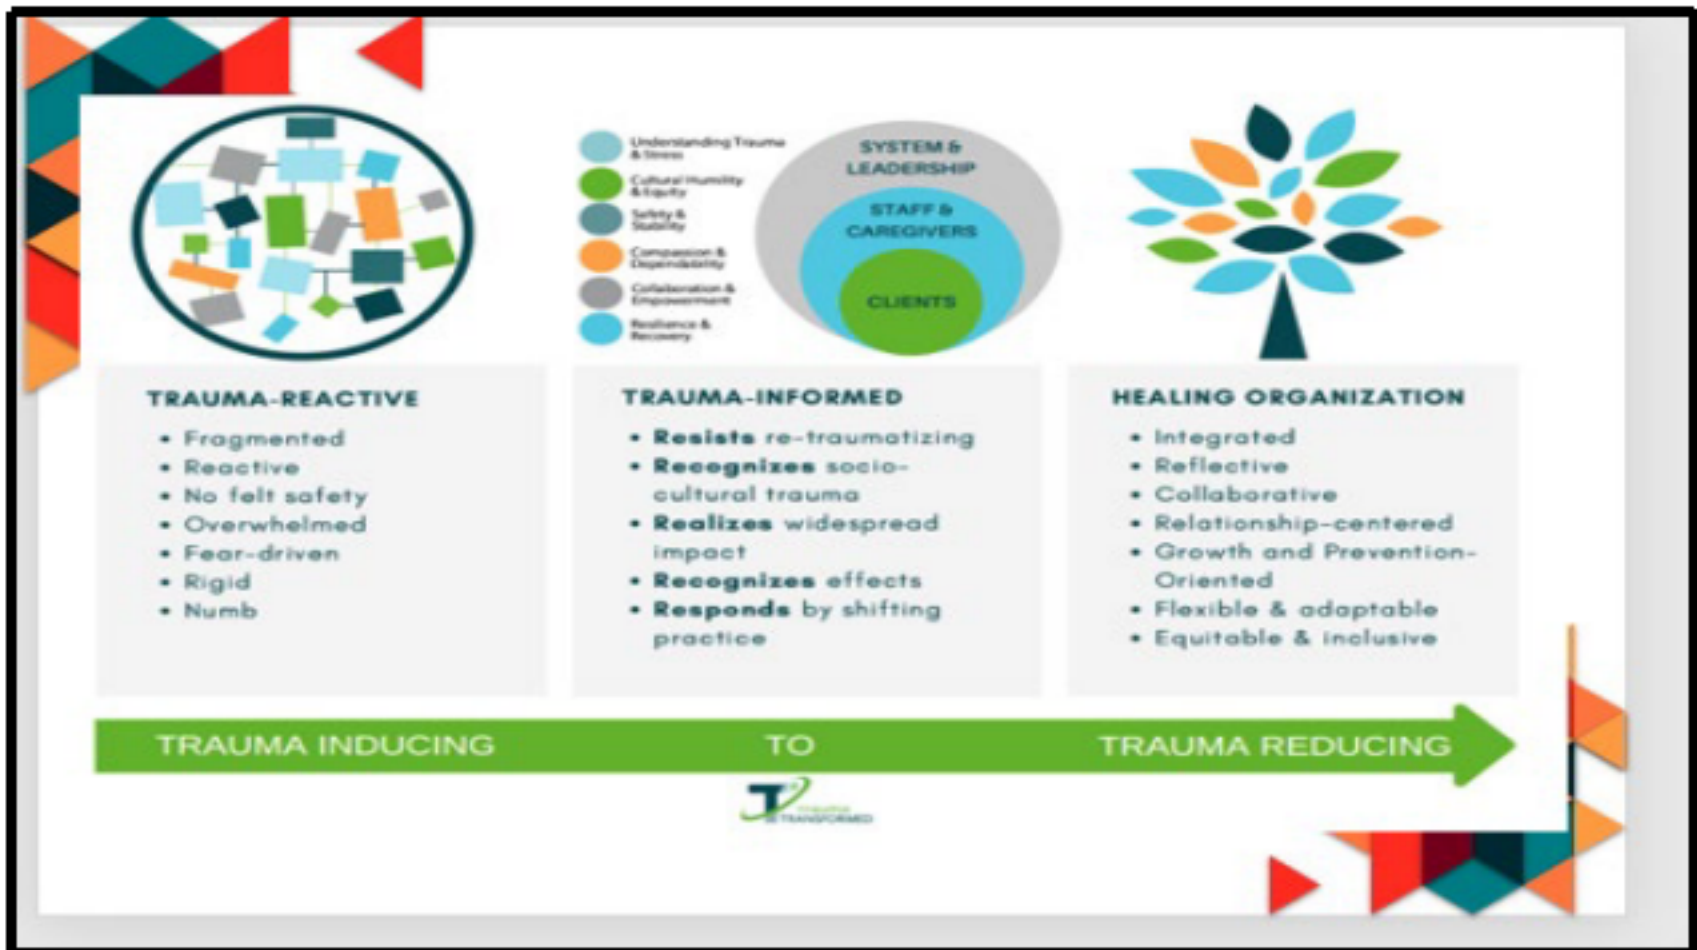 Understanding Trauma
& Stress
Cultural Humility
& Equity
Safety &
Stability
Compassion &
Dependability
Collaboration &
Empowerment
Resilience &
Recovery
SYSTEM &
LEADERSHIP
STAFF &
CAREGIVERS
CLIENTS
TRAUMA-REACTIVE
• Fragmented
• Reactive
• No felt safety
• Overwhelmed
• Fear-driven
• Rigid
• Numb
TRAUMA-INFORMED
• Resists re-traumatizing
• Recognizes socio-
cultural trauma
• Realizes widespread
impact
• Recognizes effects
• Responds by shifting
practice
HEALING ORGANIZATION
• Integrated
• Reflective
• Collaborative
• Relationship-centered
• Growth and Prevention-
Oriented
• Flexible & adaptable
• Equitable & inclusive
TRAUMA INDUCING TO TRAUMA REDUCING
TRANSFORMED